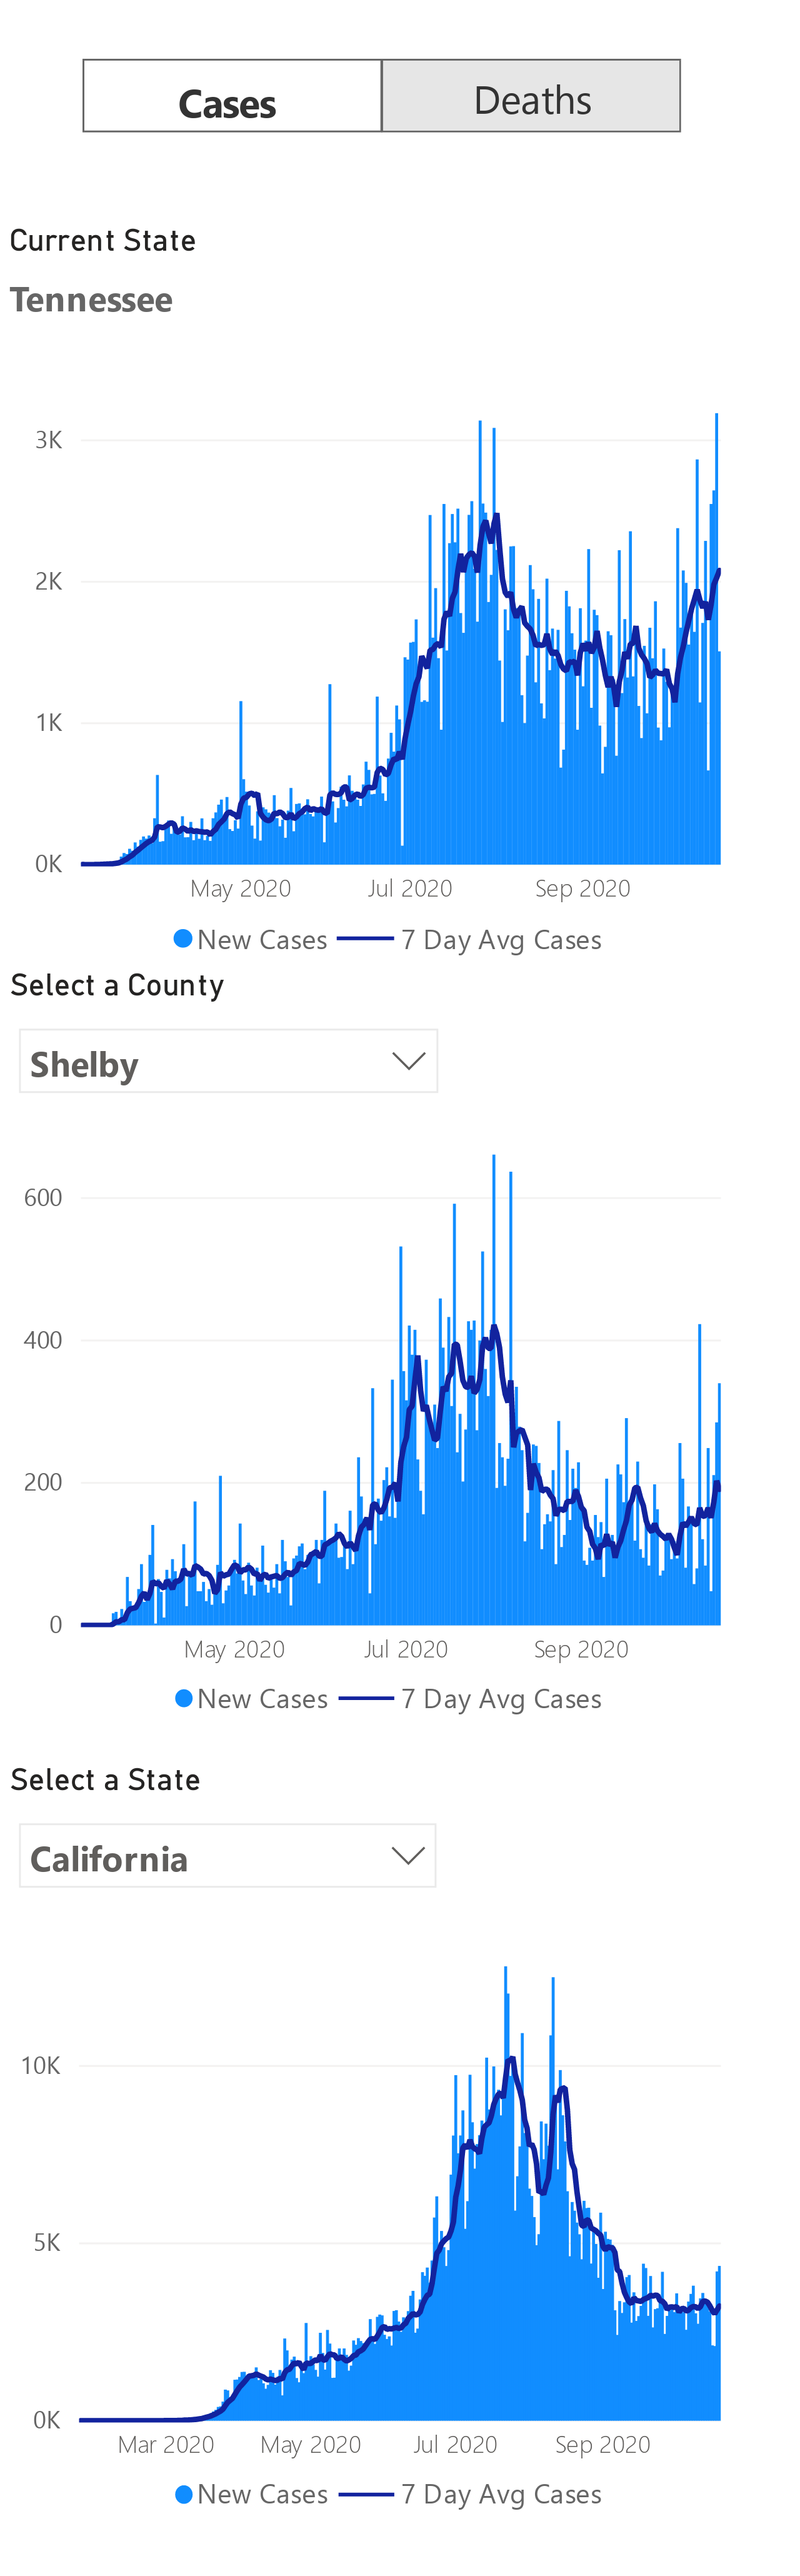 Cases Deaths
Current State
Tennessee
3K
2K
1K
0K
May 2020 Jul 2020 Sep 2020
New Cases 7 Day Avg Cases
Select a County
Shelby
600
400
200
0
May 2020 Jul 2020 Sep 2020
New Cases 7 Day Avg Cases
Select a State
California
10K
5K
0K
Mar 2020 May 2020 Jul 2020 Sep 2020
New Cases 7 Day Avg Cases